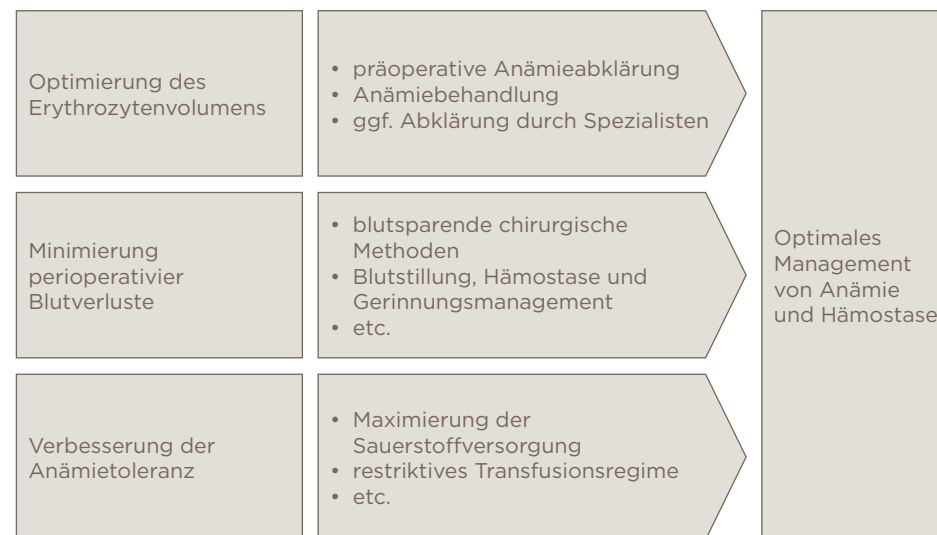 Optimierung des
Erythrozytenvolumens
• präoperative Anämieabklärung
• Anämiebehandlung
• ggf. Abklärung durch Spezialisten
Minimierung
perioperativier
Blutverluste
• blutsparende chirurgische
Methoden
• Blutstillung, Hämostase und
Gerinnungsmanagement
• etc.
Verbesserung der
Anämietoleranz
• Maximierung der
Sauerstoffversorgung
• restriktives Transfusionsregime
• etc.
Optimales
Management
von Anämie
und Hämostase